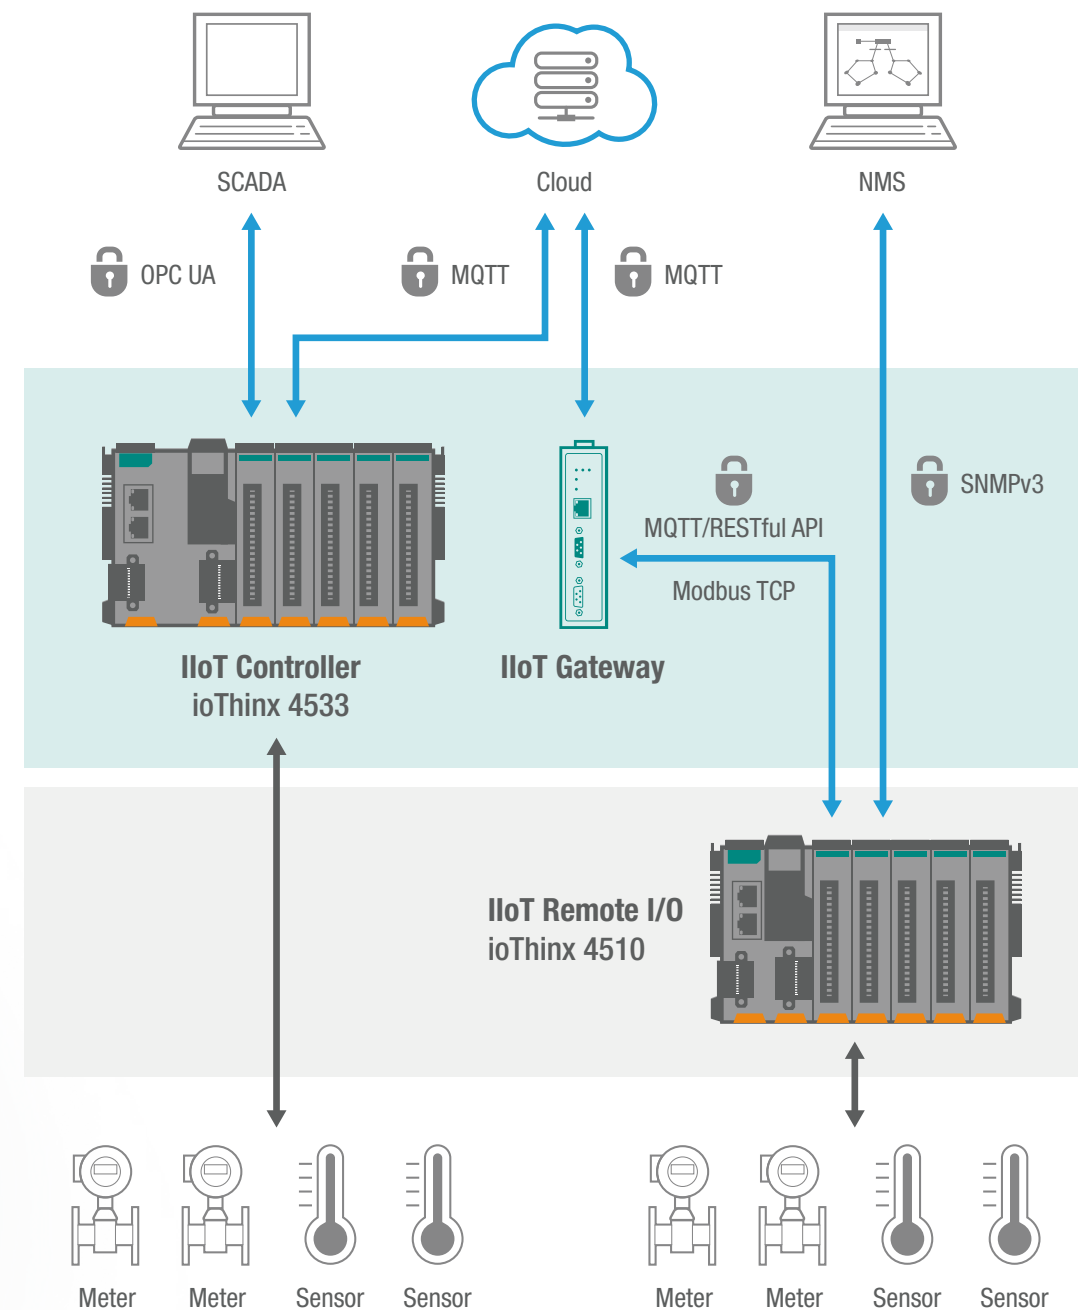 SCADA
Cloud
NMS
OPC UA
MQTT
MQTT
SNMPv3
MQTT/RESTful API
Modbus TCP
IIoT Controller
ioThinx 4533
IIoT Gateway
IIoT Remote I/O
ioThinx 4510
Meter
Meter
Sensor
Sensor
Meter
Meter
Sensor
Sensor